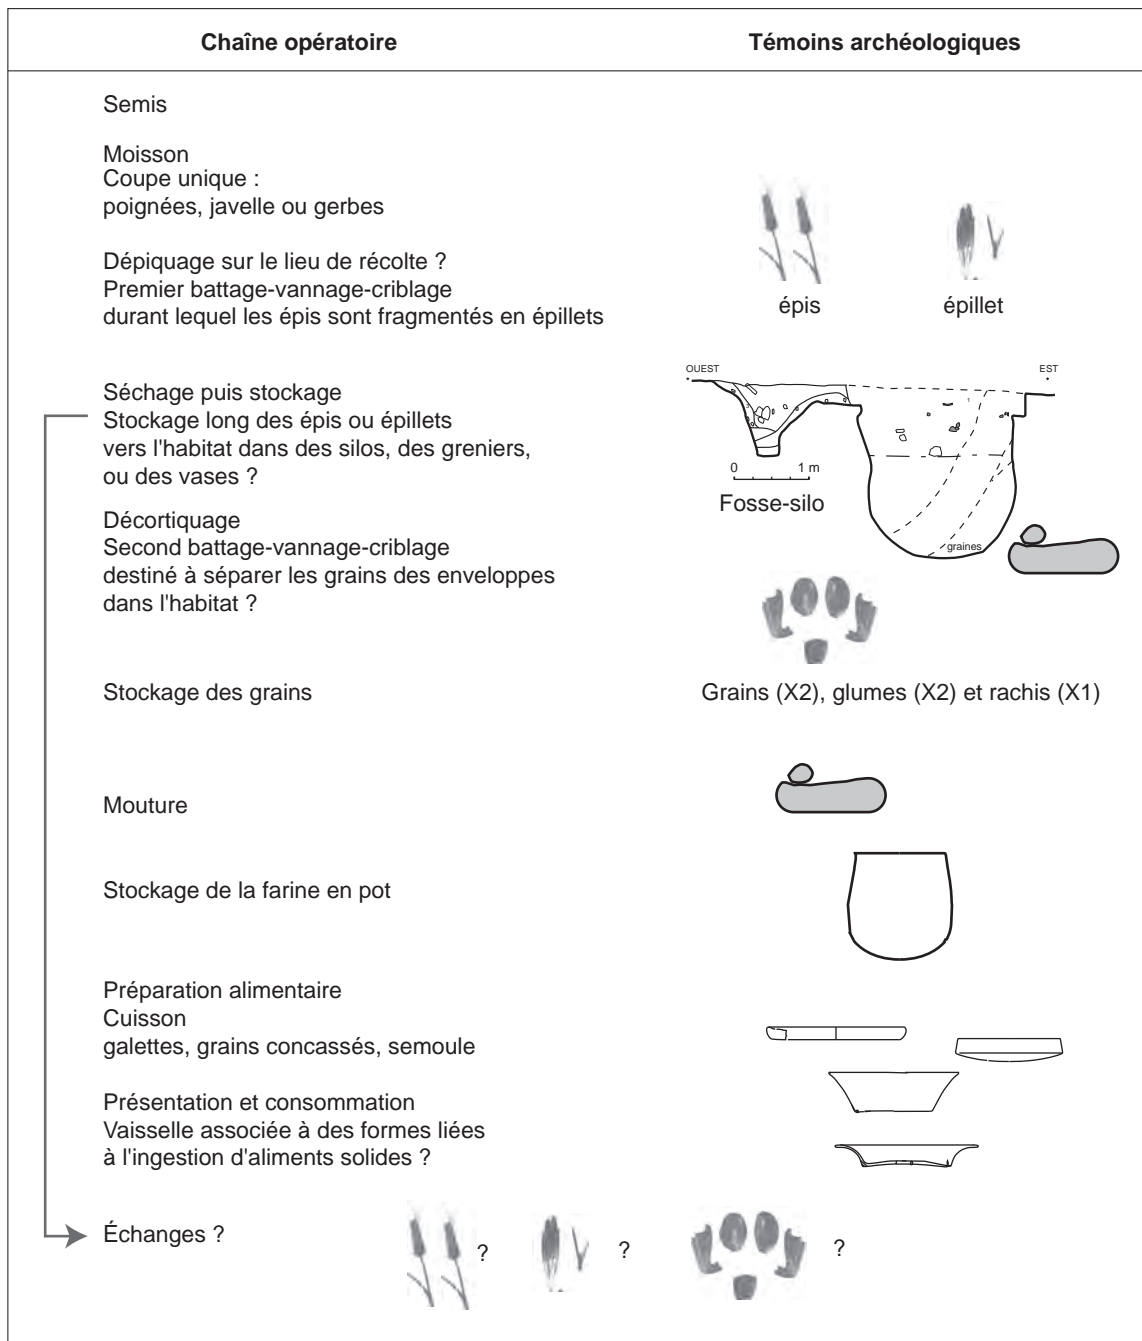 Chaîne opératoire
Témoins archéologiques
Semis
Moisson
Coupe unique :
poignées, javelle ou gerbes
Dépiquage sur le lieu de récolte ?
Premier battage-vannage-criblage
durant lequel les épis sont fragmentés en épillets
épis
épillet
Séchage puis stockage
Stockage long des épis ou épillets
vers l'habitat dans des silos, des greniers,
ou des vases ?
OUEST
EST
1
0 1 m
Fosse-silo
graines
Décortiquage
Second battage-vannage-criblage
destiné à séparer les grains des enveloppes
dans l'habitat ?
Stockage des grains
Grains (X2), glumes (X2) et rachis (X1)
Mouture
Stockage de la farine en pot
Préparation alimentaire
Cuisson
galettes, grains concassés, semoule
Présentation et consommation
Vaisselle associée à des formes liées
à l'ingestion d'aliments solides ?
Échanges ?
? ? ?